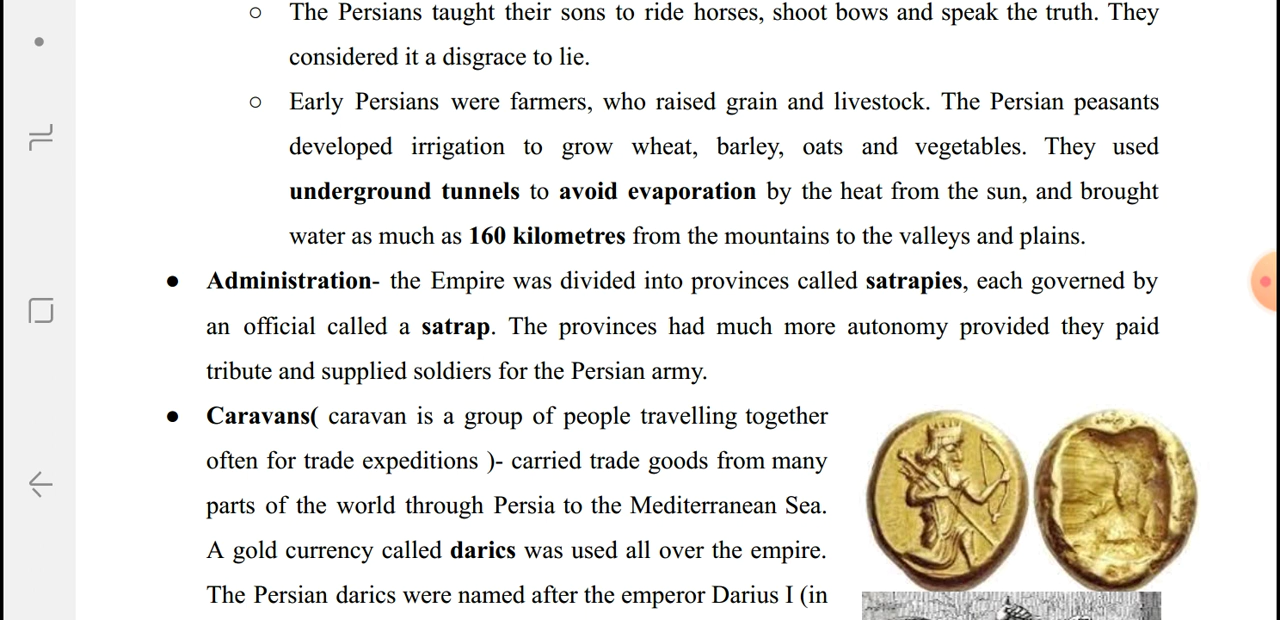 ○ The Persians taught their sons to ride horses, shoot bows and speak the truth. They
considered it a disgrace to lie.
○ Early Persians were farmers, who raised grain and livestock. The Persian peasants
developed irrigation to grow wheat, barley, oats and vegetables. They used
underground tunnels to avoid evaporation by the heat from the sun, and brought
water as much as 160 kilometres from the mountains to the valleys and plains.
● Administration- the Empire was divided into provinces called satrapies, each governed by
an official called a satrap. The provinces had much more autonomy provided they paid
tribute and supplied soldiers for the Persian army.
● Caravans( caravan is a group of people travelling together
often for trade expeditions )- carried trade goods from many
parts of the world through Persia to the Mediterranean Sea.
A gold currency called darics was used all over the empire.
The Persian darics were named after the emperor Darius I (in